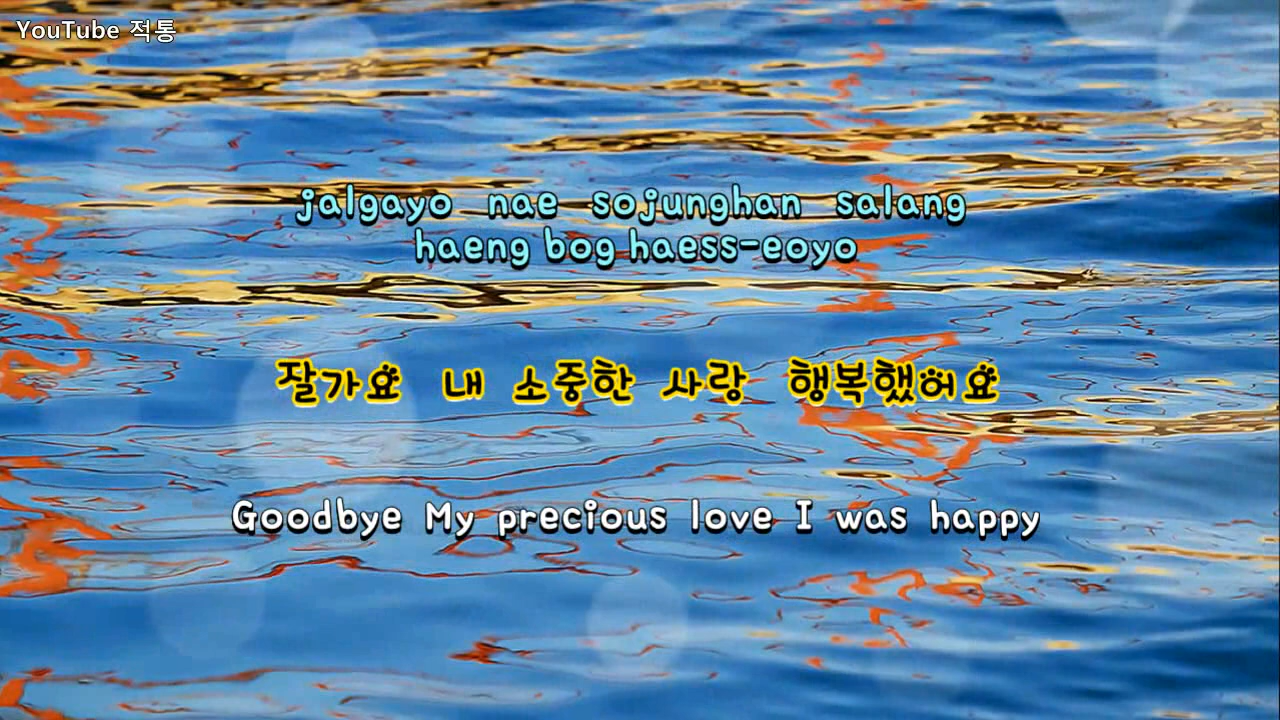 YouTube 적통
jalgayo nae sojunghan salang
haeng bog haess-eoyo
잘가요 내 소중한 사랑 행복했어요
Goodbye My precious love I was happy